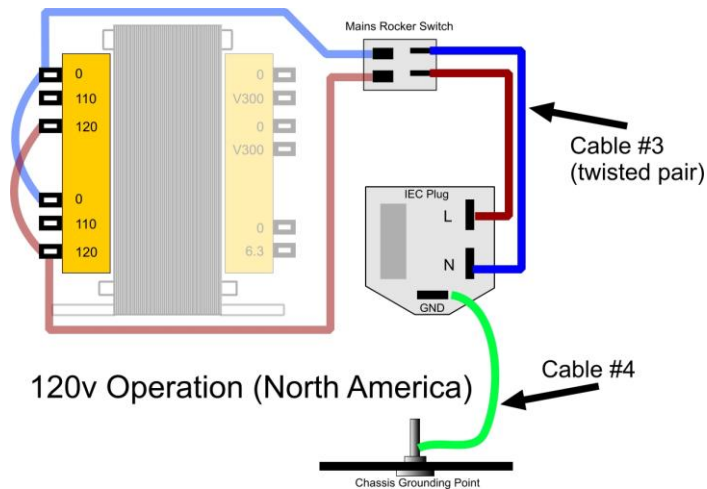 Mains Rocker Switch
0
110
120
0
110
120
0
V300
0
V300
0
6.3
Cable #3
(twisted pair)
IEC Plug
L
N
GND
120v Operation (North America)
Cable #4
Chassis Grounding Point